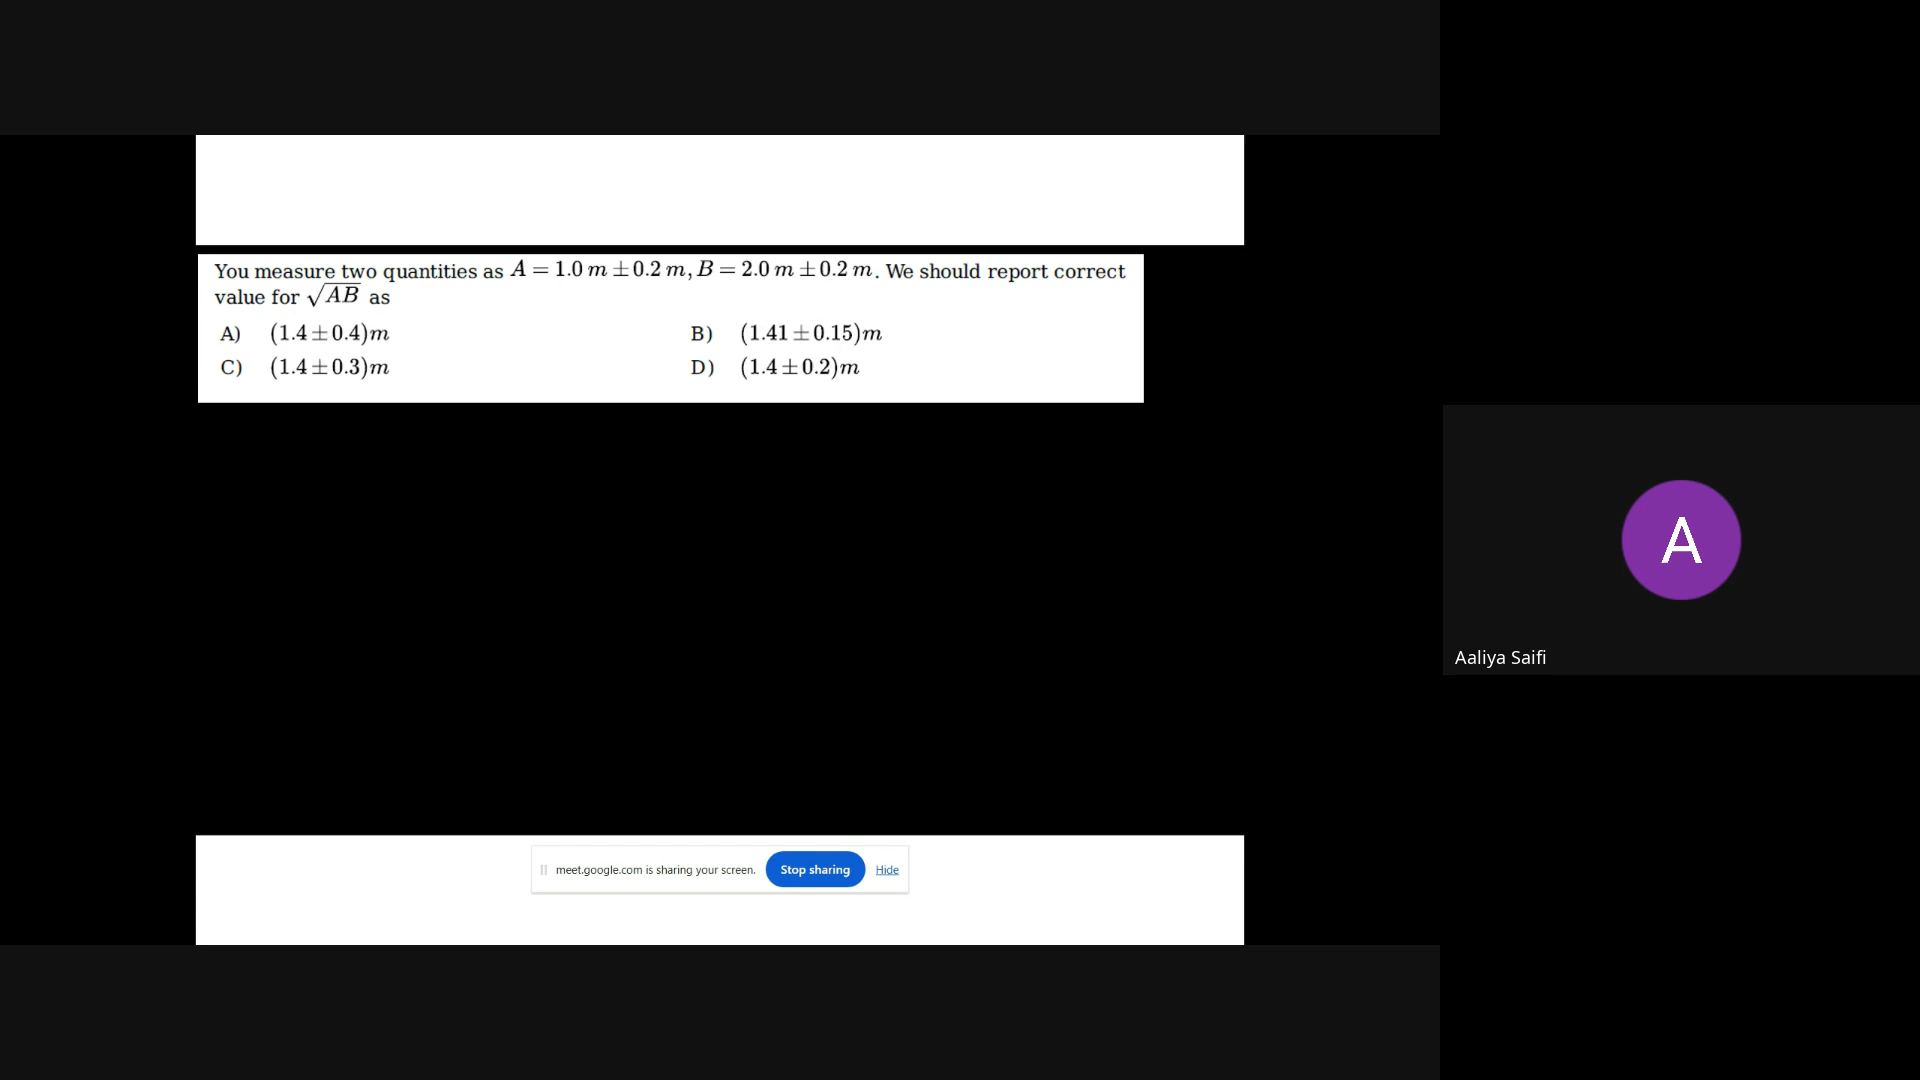 You measure two quantities as A = 1.0 m ± 0.2 m, B = 2.0 m ± 0.2 m. We should report correct
value for √AB as
A) (1.4 ± 0.4)m B) (1.41 ± 0.15)m
C) (1.4 ± 0.3)m D) (1.4 ± 0.2)m
A
Aaliya Saifi
meet.google.com is sharing your screen. Stop sharing Hide